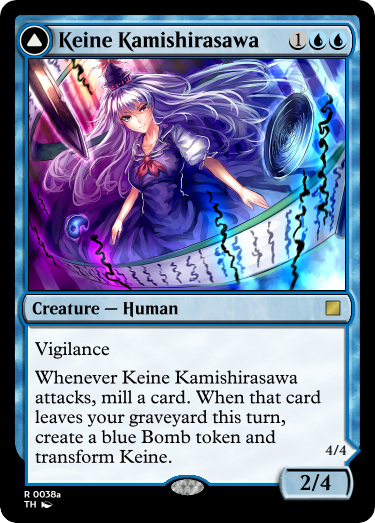 Keine Kamishirasawa 1
Creature — Human
Vigilance
Whenever Keine Kamishirasawa
attacks, mill a card. When that card
leaves your graveyard this turn,
create a blue Bomb token and
transform Keine.
4/4
2/4
R 0038a
TH